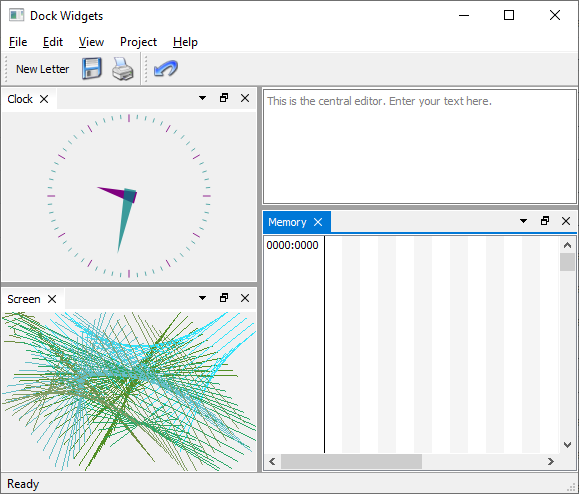 Dock Widgets
File Edit View Project Help
New Letter
Clock
This is the central editor. Enter your text here.
Memory
0000:0000
Screen
Ready